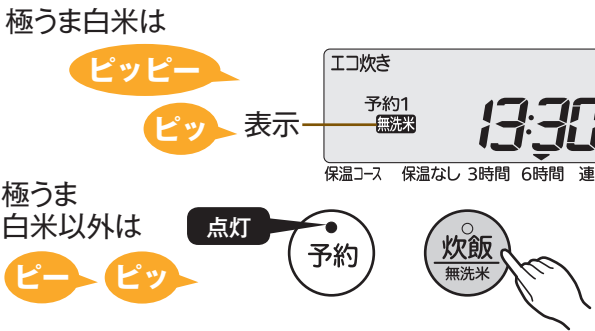 極うま白米は
ピッピー
ピッ
表示
エコ炊き
予約1
無洗米
13:30
保温コース 保温なし 3時間 6時間 連
極うま
白米以外は
ピー
ピッ
点灯
予約
炊飯
無洗米